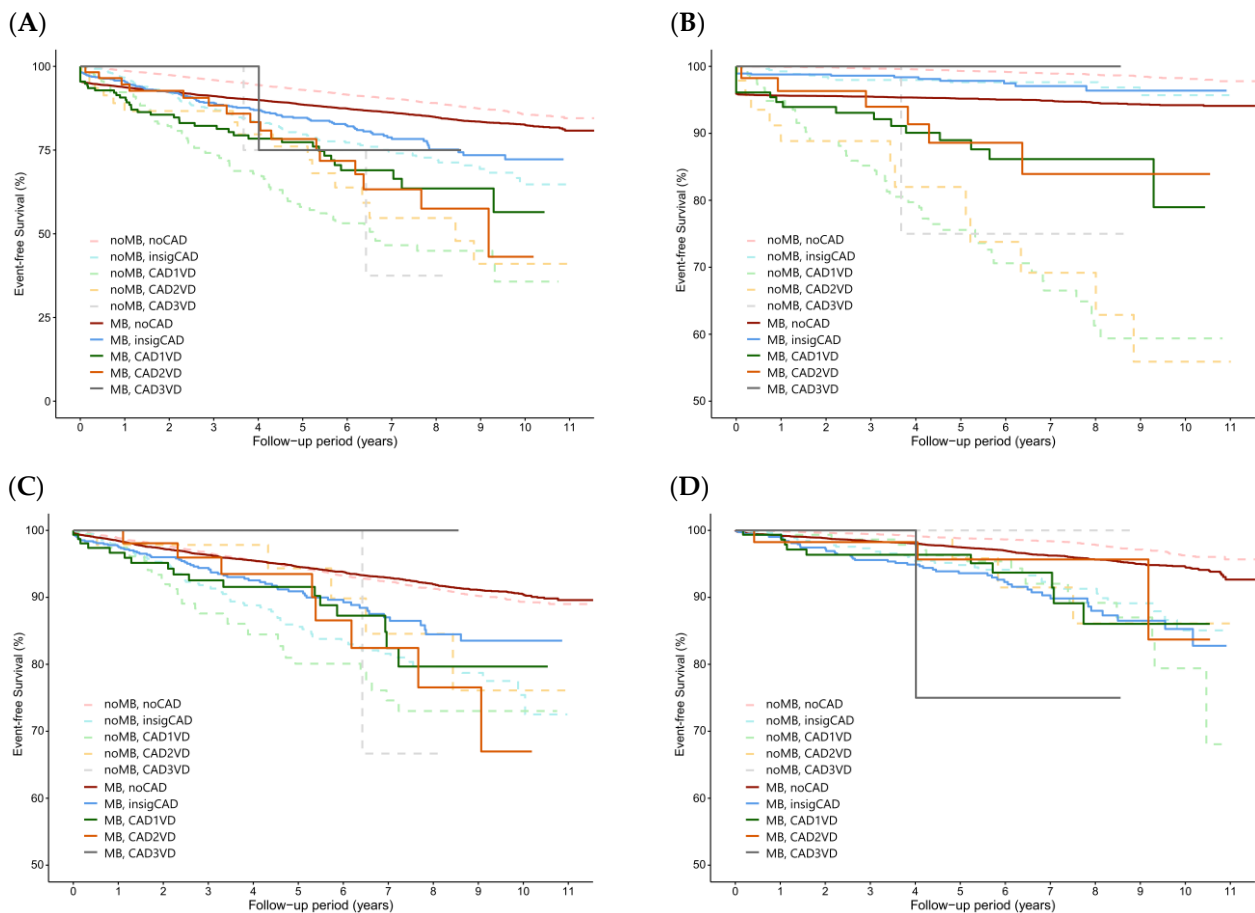 (A)
100
75
50
25
0
Event-free Survival (%)
noMB, noCAD
noMB, insigCAD
noMB, CAD1VD
noMB, CAD2VD
noMB, CAD3VD
MB, noCAD
MB, insigCAD
MB, CAD1VD
MB, CAD2VD
MB, CAD3VD
0 1 2 3 4 5 6 7 8 9 10 11
Follow-up period (years)
(B)
100
90
80
70
60
50
Event-free Survival (%)
noMB, noCAD
noMB, insigCAD
noMB, CAD1VD
noMB, CAD2VD
noMB, CAD3VD
MB, noCAD
MB, insigCAD
MB, CAD1VD
MB, CAD2VD
MB, CAD3VD
0 1 2 3 4 5 6 7 8 9 10 11
Follow-up period (years)
(C)
100
90
80
70
60
50
Event-free Survival (%)
noMB, noCAD
noMB, insigCAD
noMB, CAD1VD
noMB, CAD2VD
noMB, CAD3VD
MB, noCAD
MB, insigCAD
MB, CAD1VD
MB, CAD2VD
MB, CAD3VD
0 1 2 3 4 5 6 7 8 9 10 11
Follow-up period (years)
(D)
100
90
80
70
60
50
Event-free Survival (%)
noMB, noCAD
noMB, insigCAD
noMB, CAD1VD
noMB, CAD2VD
noMB, CAD3VD
MB, noCAD
MB, insigCAD
MB, CAD1VD
MB, CAD2VD
MB, CAD3VD
0 1 2 3 4 5 6 7 8 9 10 11
Follow-up period (years)